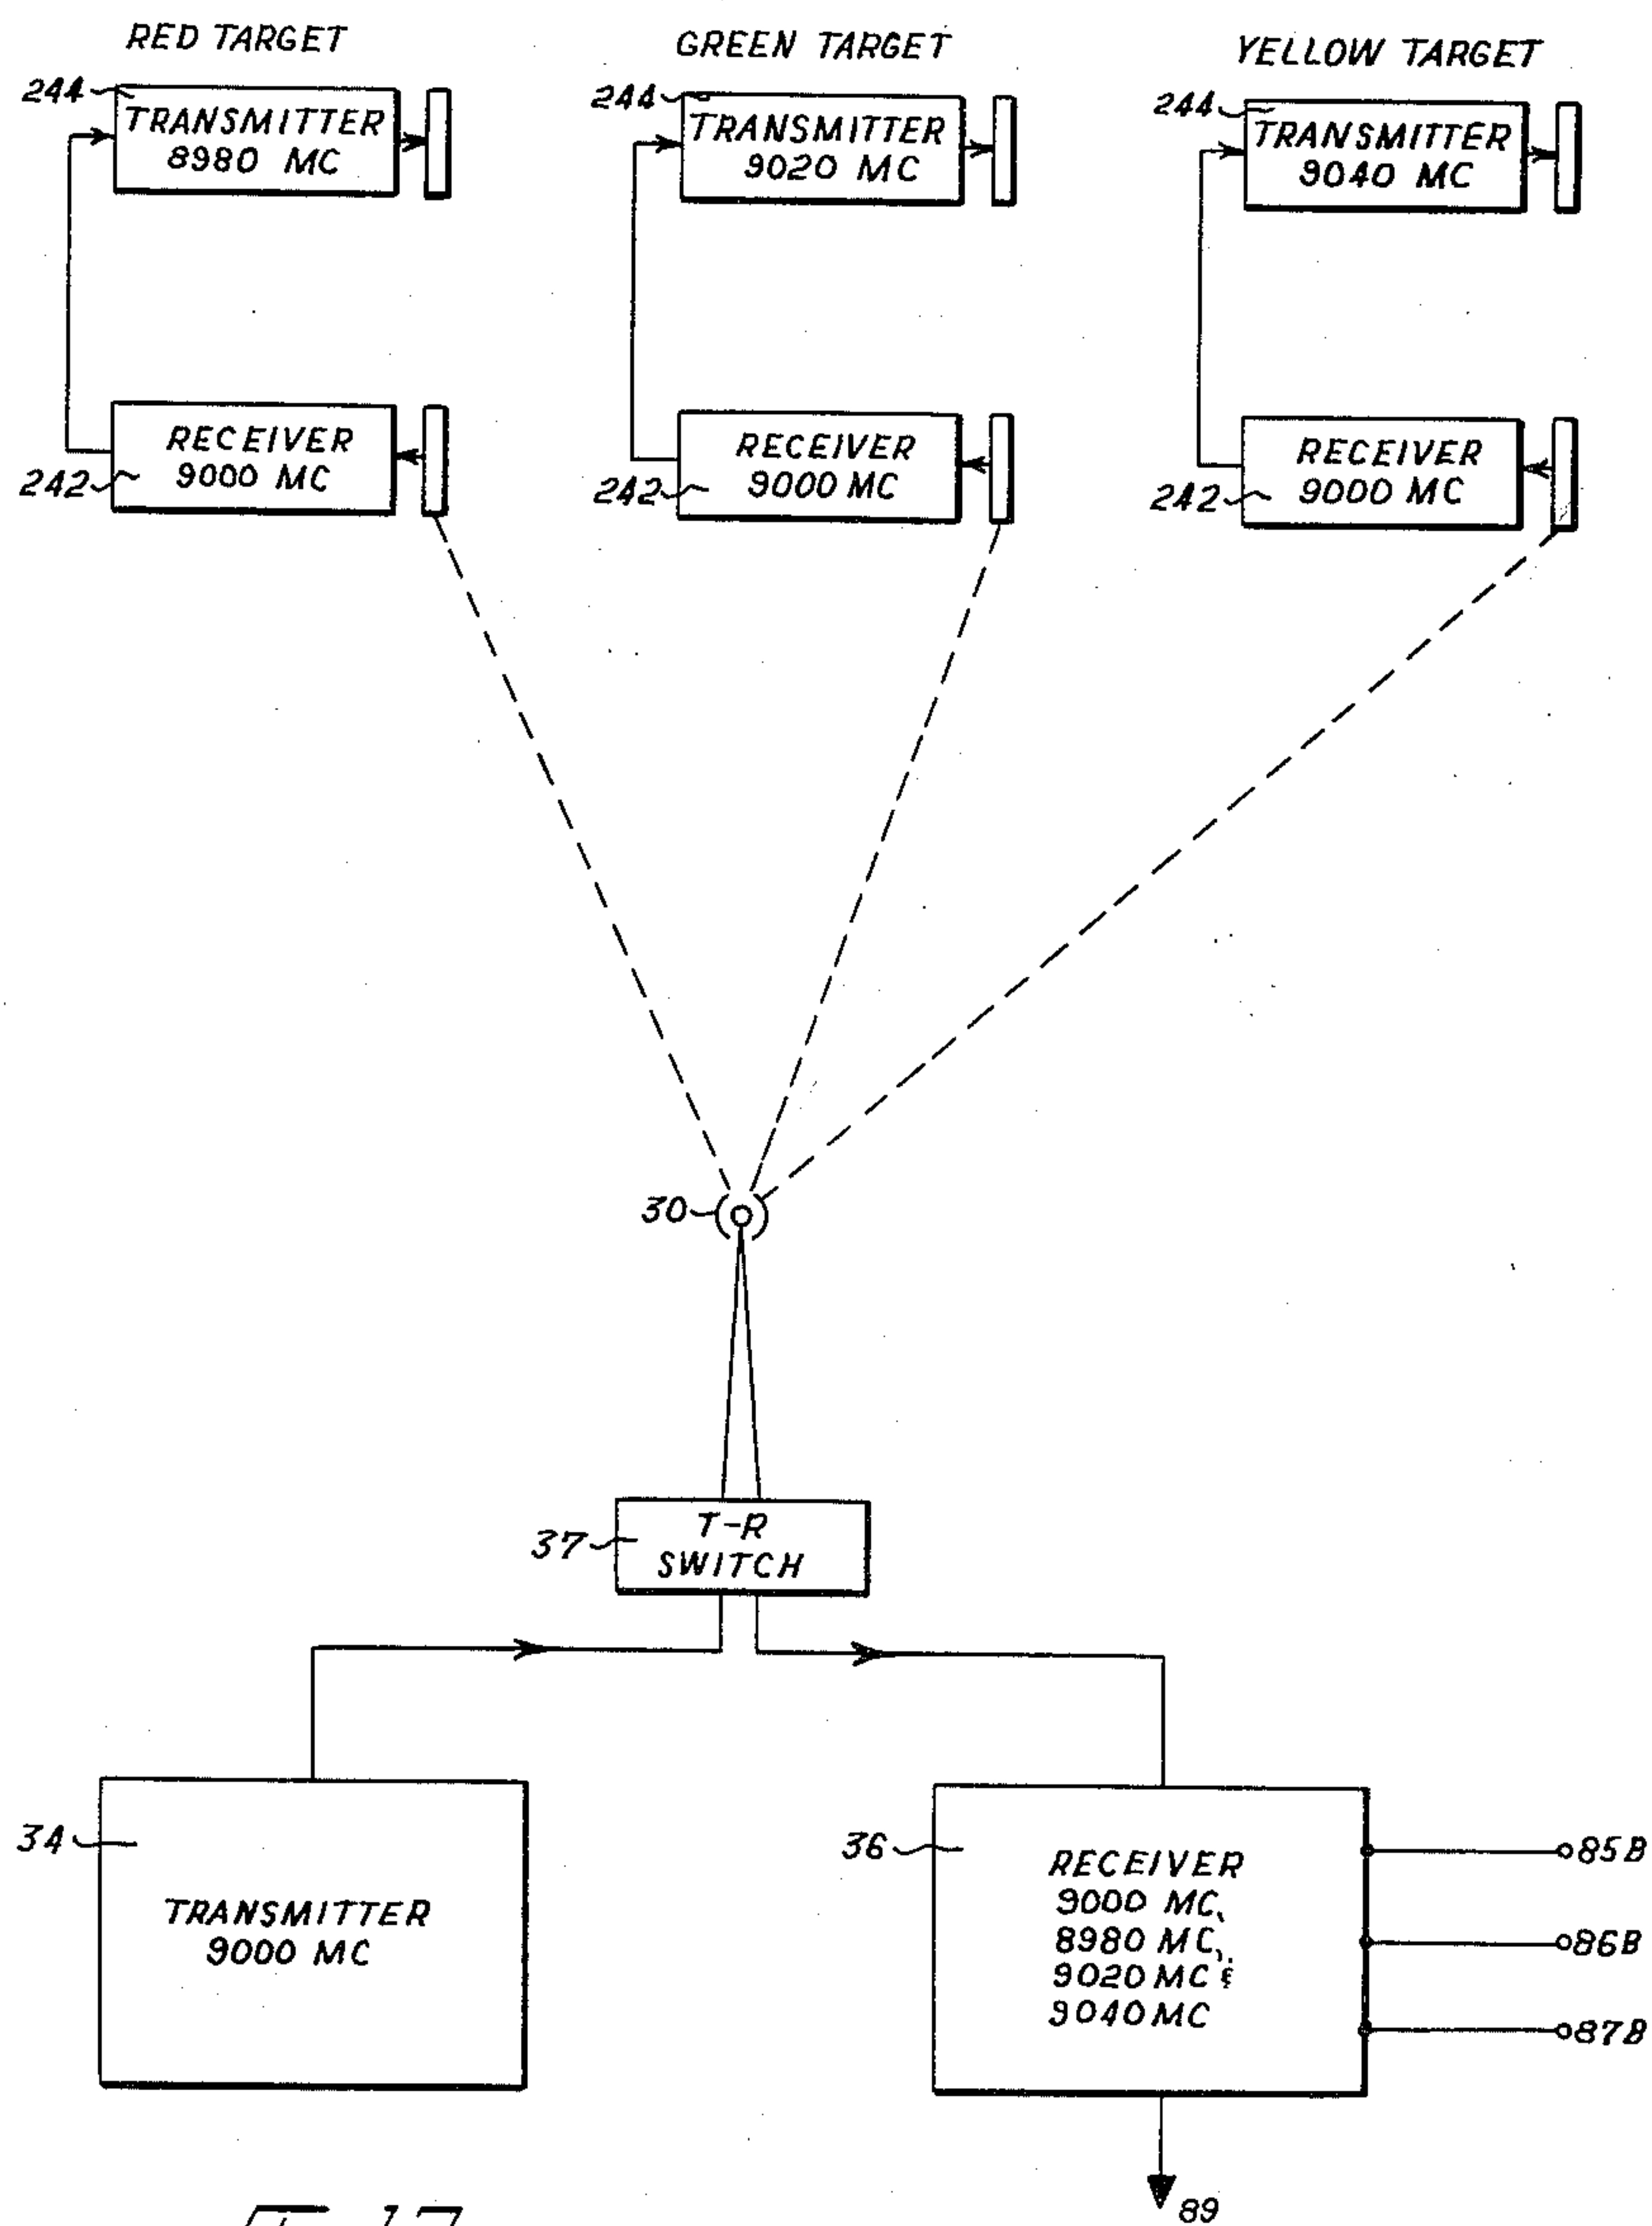 RED TARGET
GREEN TARGET
YELLOW TARGET
244
TRANSMITTER
8980 MC
244
TRANSMITTER
9020 MC
244
TRANSMITTER
9040 MC
242
RECEIVER
9000 MC
242
RECEIVER
9000 MC
242
RECEIVER
9000 MC
30
37
T-R
SWITCH
34
TRANSMITTER
9000 MC
36
RECEIVER
9000 MC,
8980 MC,
9020 MC &
9040 MC
85B
86B
87B
89